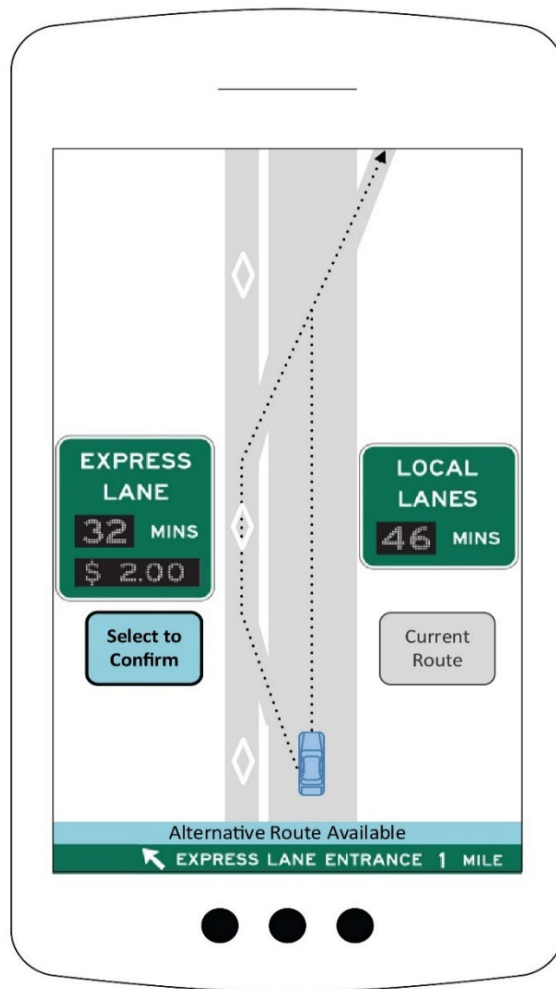 EXPRESS
LANE
32 MINS
$ 2.00
Select to
Confirm
LOCAL
LANES
46 MINS
Current
Route
Alternative Route Available
EXPRESS LANE ENTRANCE 1 MILE